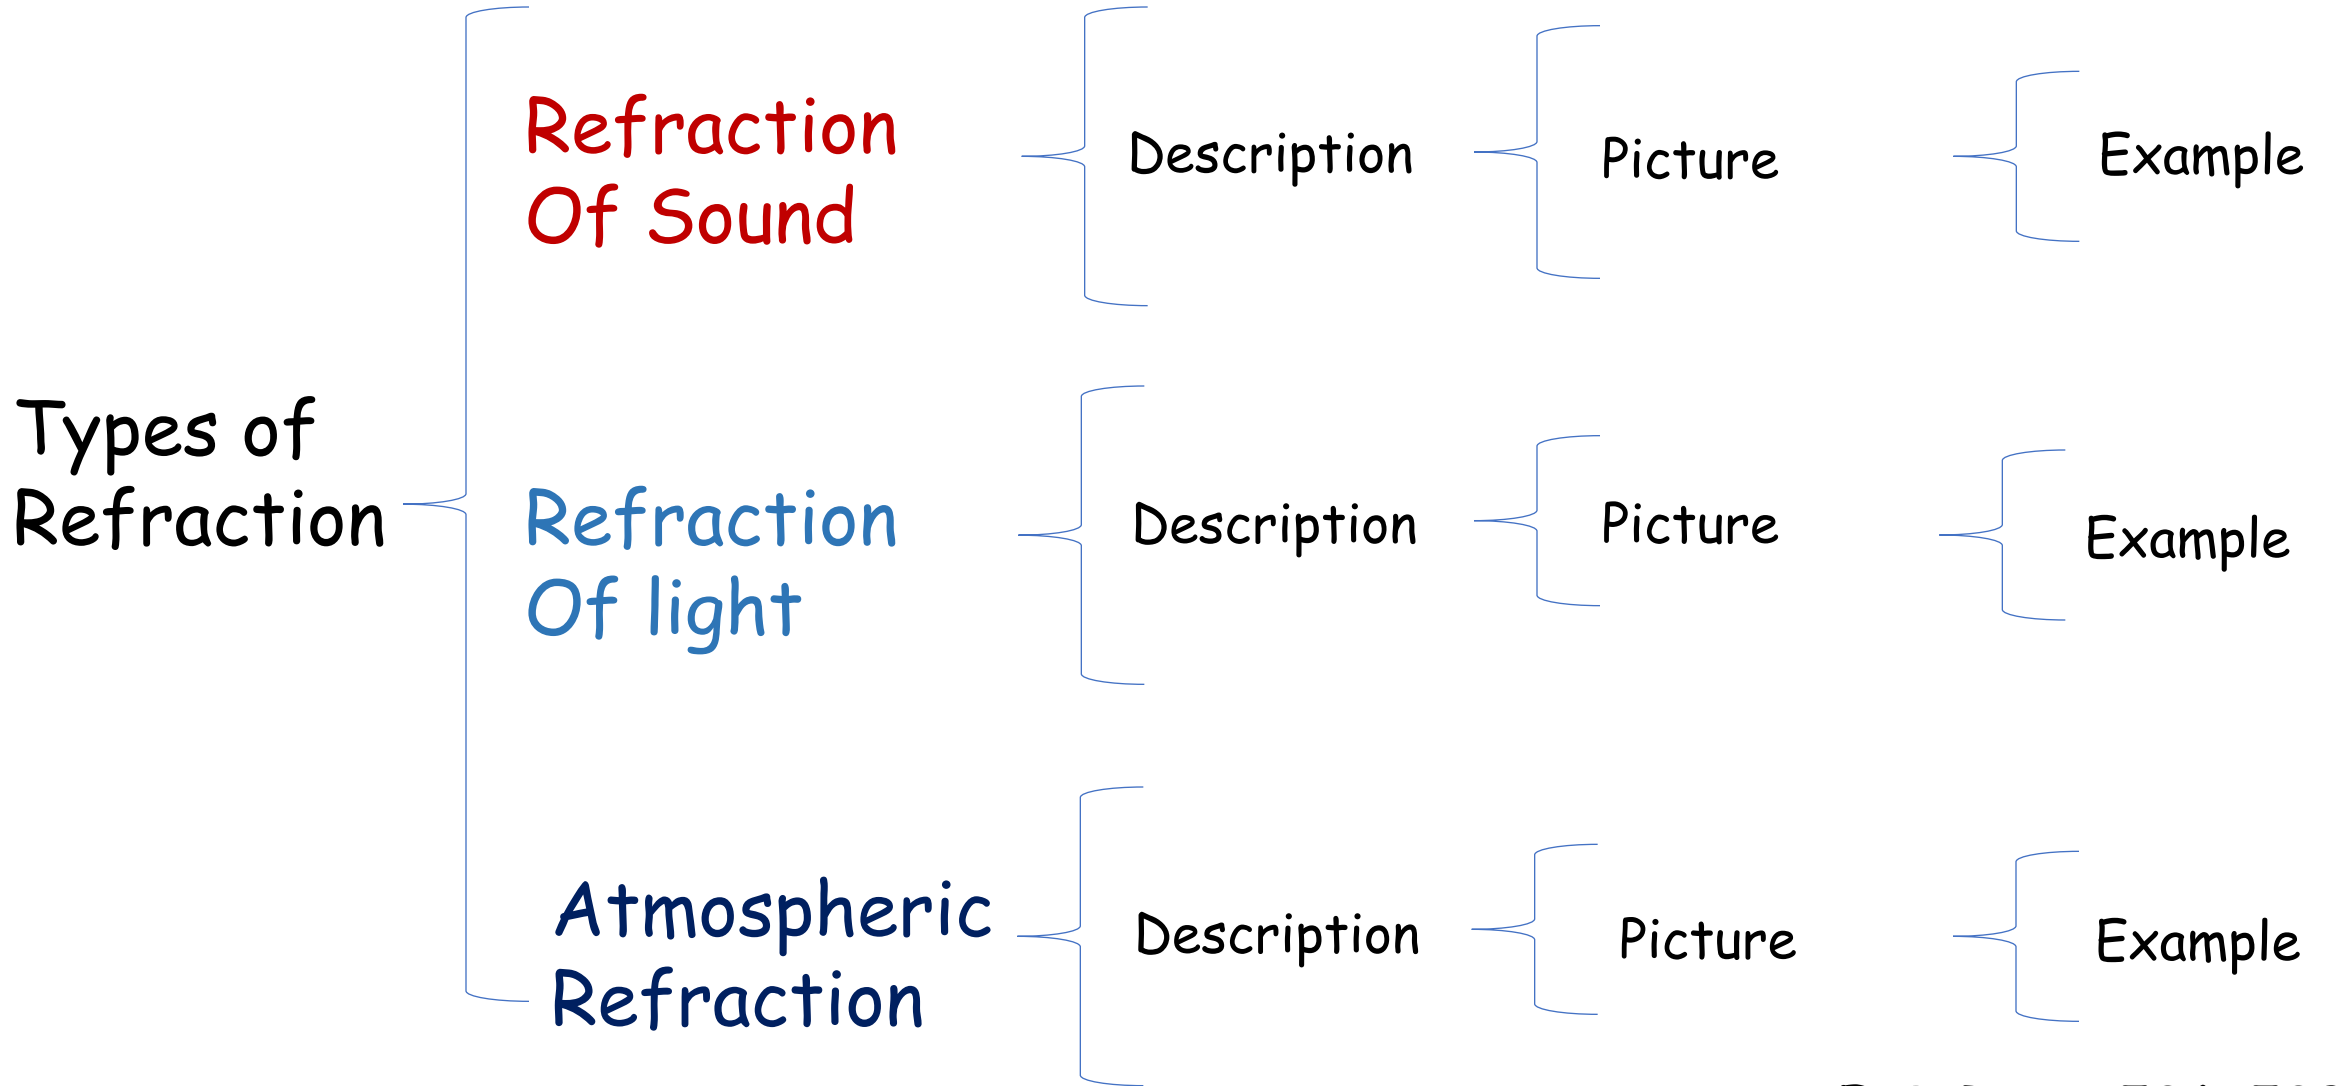 Types of
Refraction
Refraction
Of Sound
Description
Picture
Example
Refraction
Of light
Description
Picture
Example
Atmospheric
Refraction
Description
Picture
Example